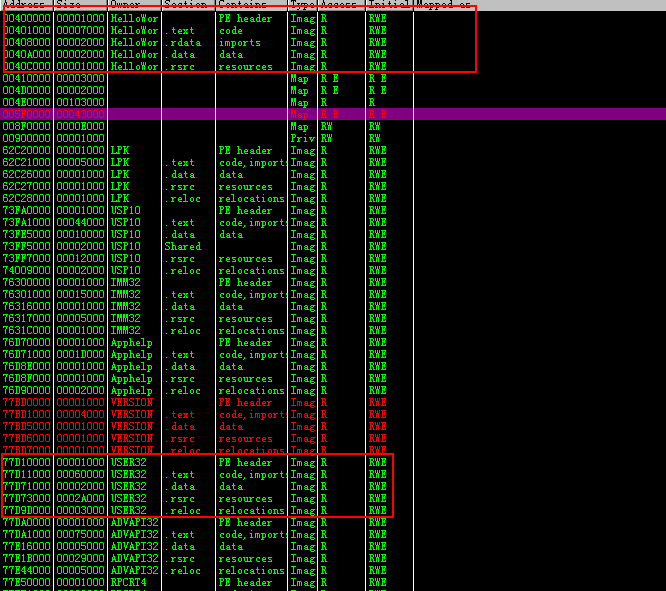 Address Size Owner Section Contains Type Access Initial Mapped as
00400000 00001000 HelloWor PE header Imag R RWE
00401000 00007000 HelloWor .text code Imag R RWE
00408000 00002000 HelloWor .rdata imports Imag R RWE
0040A000 00002000 HelloWor .data data Imag R RWE
0040C000 00001000 HelloWor .rsrc resources Imag R RWE
00410000 00003000 Map R E R E
004D0000 00002000 Map R E R E
004E0000 00103000 Map R R
Map R E R E
008F0000 0000E000 Map RW RW
00900000 00001000 Priv RW RW
62C20000 00001000 LPK PE header Imag R RWE
62C21000 00005000 LPK .text code,import: Imag R RWE
62C26000 00001000 LPK .data data Imag R RWE
62C27000 00001000 LPK .rsrc resources Imag R RWE
62C28000 00001000 LPK .reloc relocations Imag R RWE
73FA0000 00001000 USP10 PE header Imag R RWE
73FA1000 00044000 USP10 .text code,import: Imag R RWE
73FE5000 00010000 USP10 .data data Imag R RWE
73FF5000 00002000 USP10 Shared Imag R RWE
73FF7000 00012000 USP10 .rsrc resources Imag R RWE
74009000 00002000 USP10 .reloc relocations Imag R RWE
76300000 00001000 IMM32 PE header Imag R RWE
76301000 00015000 IMM32 .text code,import: Imag R RWE
76316000 00001000 IMM32 .data data Imag R RWE
76317000 00005000 IMM32 .rsrc resources Imag R RWE
7631C000 00001000 IMM32 .reloc relocations Imag R RWE
76D70000 00001000 Apphelp PE header Imag R RWE
76D71000 0001D000 Apphelp .text code,import: Imag R RWE
76D8E000 00001000 Apphelp .data data Imag R RWE
76D8F000 00001000 Apphelp .rsrc resources Imag R RWE
76D90000 00002000 Apphelp .reloc relocations Imag R RWE
77BD0000 00001000 VERSION PE header Imag R RWE
77BD1000 00004000 VERSION .text code,import: Imag R RWE
77BD5000 00001000 VERSION .data data Imag R RWE
77BD6000 00001000 VERSION .rsrc resources Imag R RWE
77BD7000 00001000 VERSION .reloc relocations Imag R RWE
77D10000 00001000 USER32 PE header Imag R RWE
77D11000 00060000 USER32 .text code,import: Imag R RWE
77D71000 00002000 USER32 .data data Imag R RWE
77D73000 0002A000 USER32 .rsrc resources Imag R RWE
77D9D000 00003000 USER32 .reloc relocations Imag R RWE
77DA0000 00001000 ADVAPI32 PE header Imag R RWE
77DA1000 00075000 ADVAPI32 .text code,import: Imag R RWE
77E16000 00005000 ADVAPI32 .data data Imag R RWE
77E1B000 00029000 ADVAPI32 .rsrc resources Imag R RWE
77E44000 00005000 ADVAPI32 .reloc relocations Imag R RWE
77E50000 00001000 RPCRT4 PE header Imag R RWE